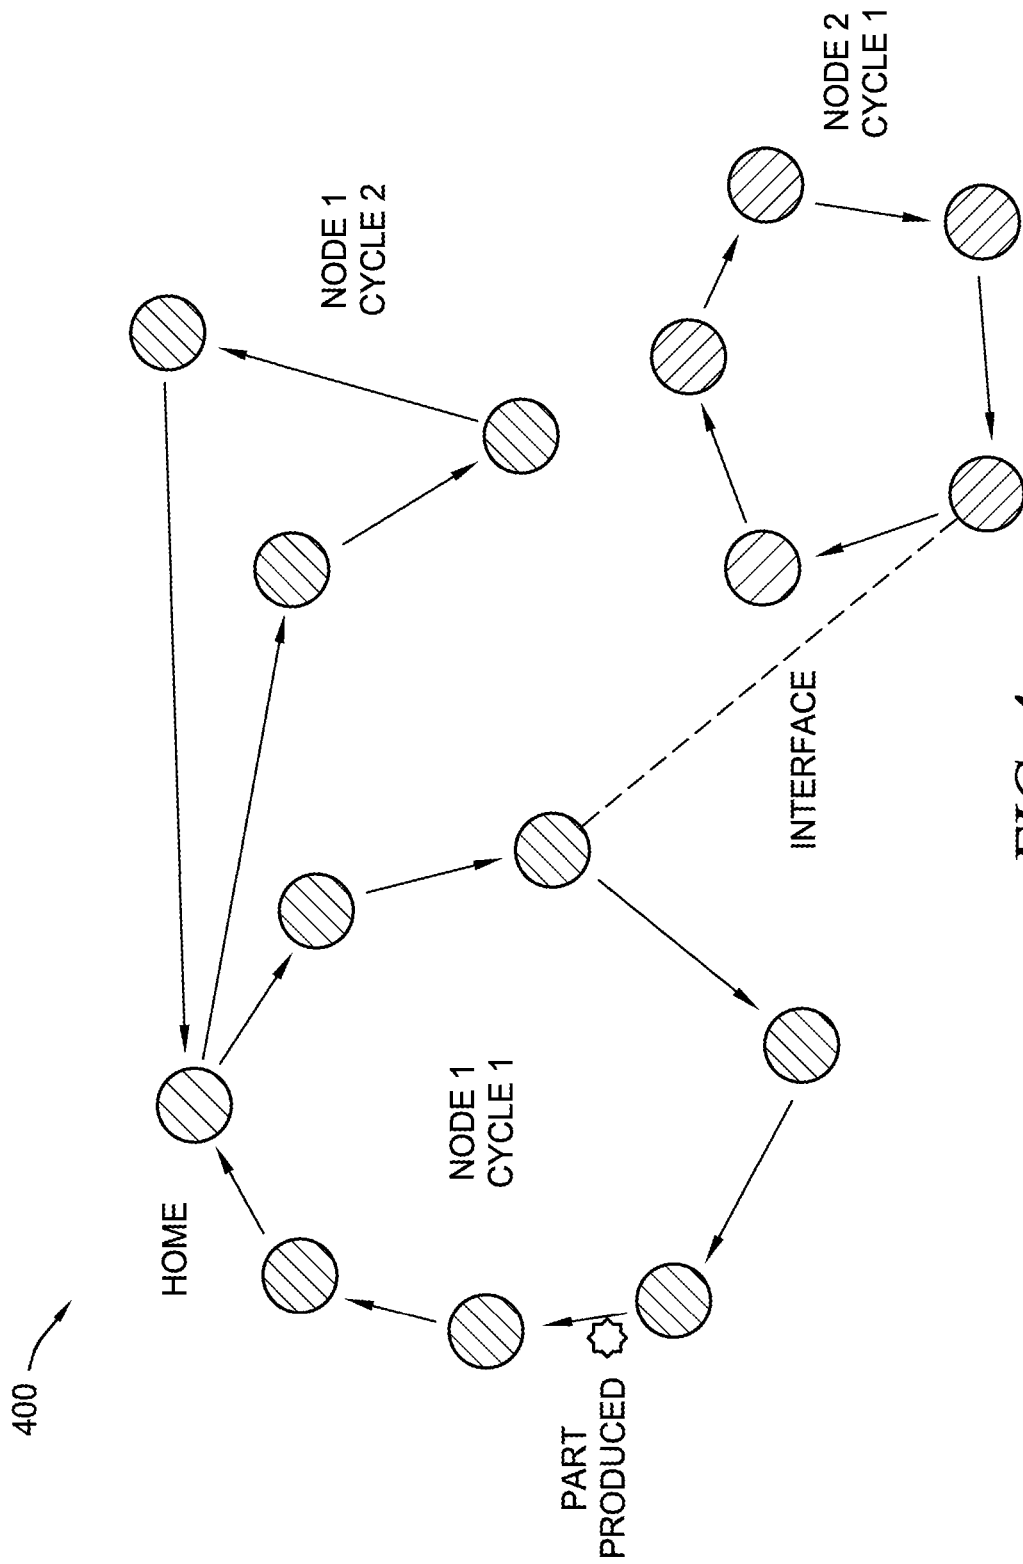 400
HOME
NODE 1
CYCLE 2
NODE 1
CYCLE 1
PART
PRODUCED
INTERFACE
NODE 2
CYCLE 1